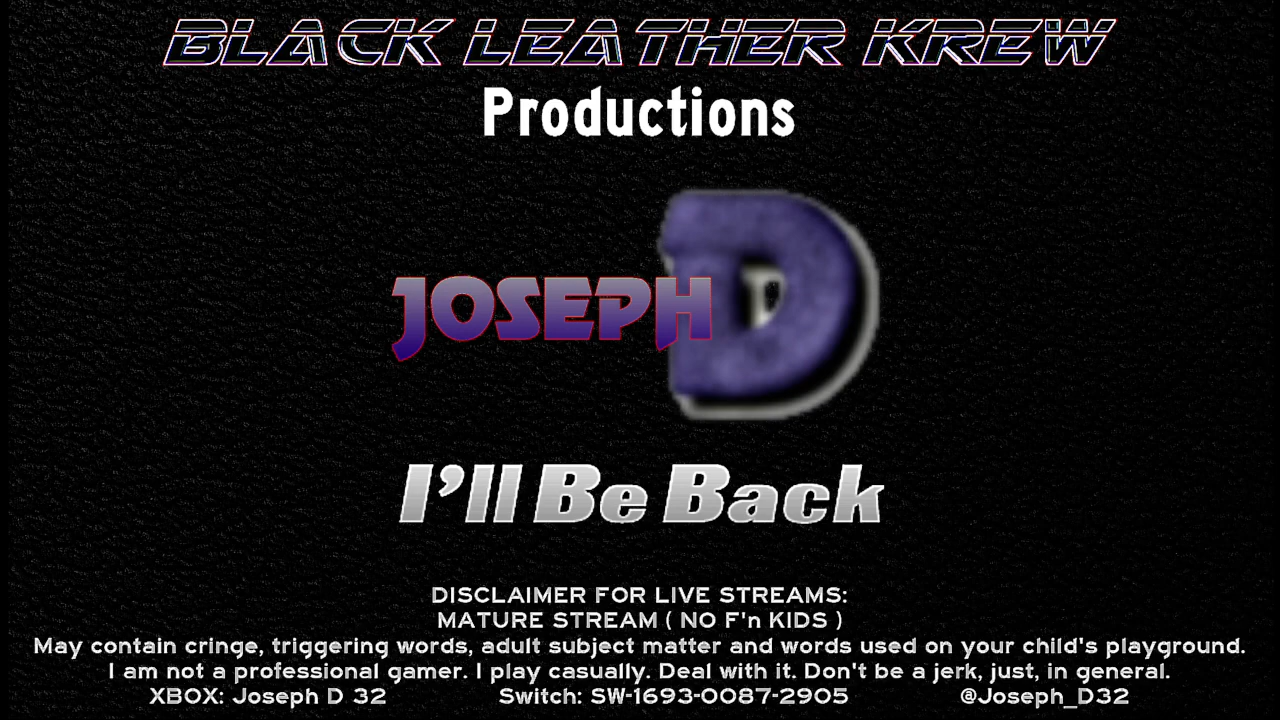 BLACK LEATHER KREW
Productions
JOSEPH D
I'll Be Back
DISCLAIMER FOR LIVE STREAMS:
MATURE STREAM ( NO F'n KIDS )
May contain cringe, triggering words, adult subject matter and words used on your child's playground.
I am not a professional gamer. I play casually. Deal with it. Don't be a jerk, just, in general.
XBOX: Joseph D 32 Switch: SW-1693-0087-2905 @Joseph_D32